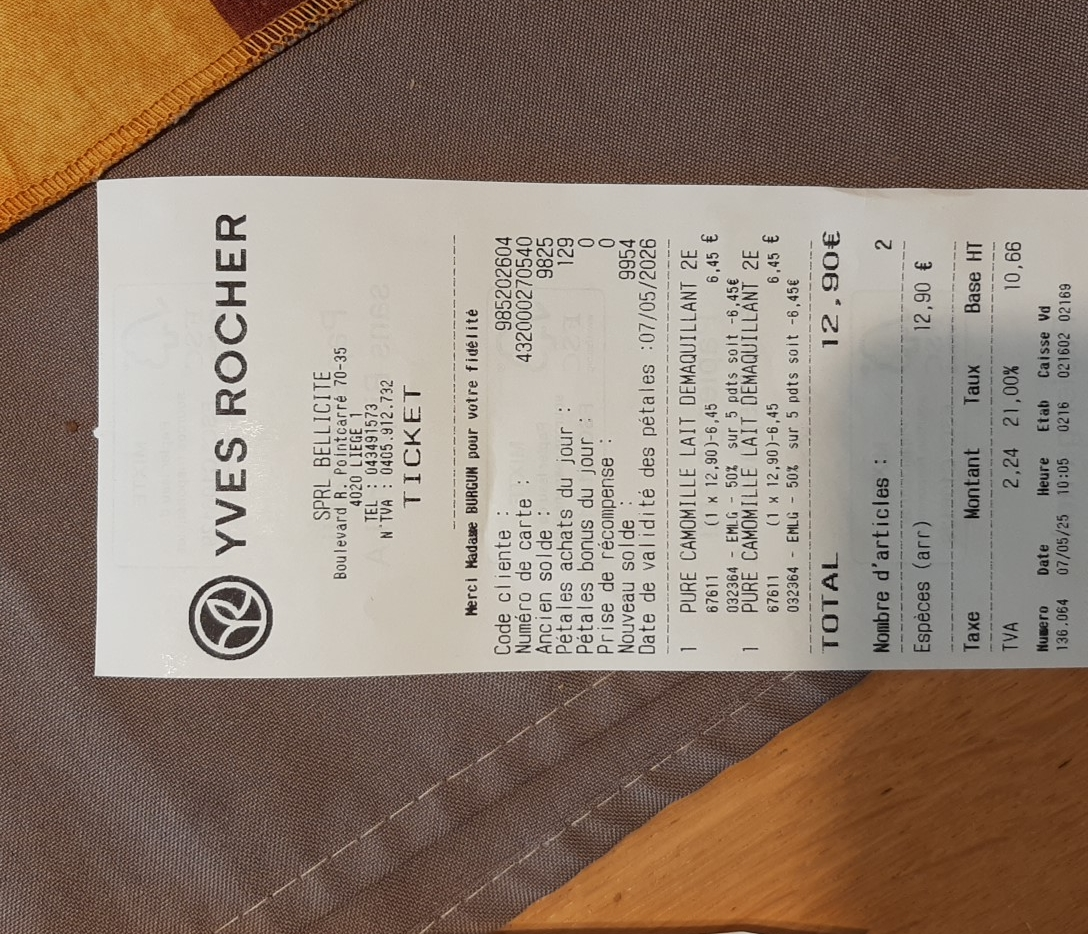 YVES ROCHER
SPRL BELLICITE
Boulevard R. Pointcarré 70-35
4020 LIEGE 1
TEL : 043491573
N°TVA : 0405.912.732
TICKET
Merci Madame BURGUN pour votre fidélité
Code cliente : 985202604
Numéro de carte : 4320000270540
Ancien solde : 9825
Pétales achats du jour : 129
Pétales bonus du jour : 0
Prise de récompense : 0
Nouveau solde : 9954
Date de validité des pétales :07/05/2026
1 PURE CAMOMILLE LAIT DEMAQUILLANT 2E
67611 (1 x 12,90)-6,45 6,45 €
032364 - EMLG - 50% sur 5 pdts soit -6,45€
1 PURE CAMOMILLE LAIT DEMAQUILLANT 2E
67611 (1 x 12,90)-6,45 6,45 €
032364 - EMLG - 50% sur 5 pdts soit -6,45€
TOTAL 12,90€
Nombre d'articles : 2
Espèces (arr) 12,90 €
Taxe Montant Taux Base HT
TVA 2,24 21,00% 10,66
Numero Date Heure Etab Caisse Vd
136.064 07/05/25 10:05 0216 021602 02169